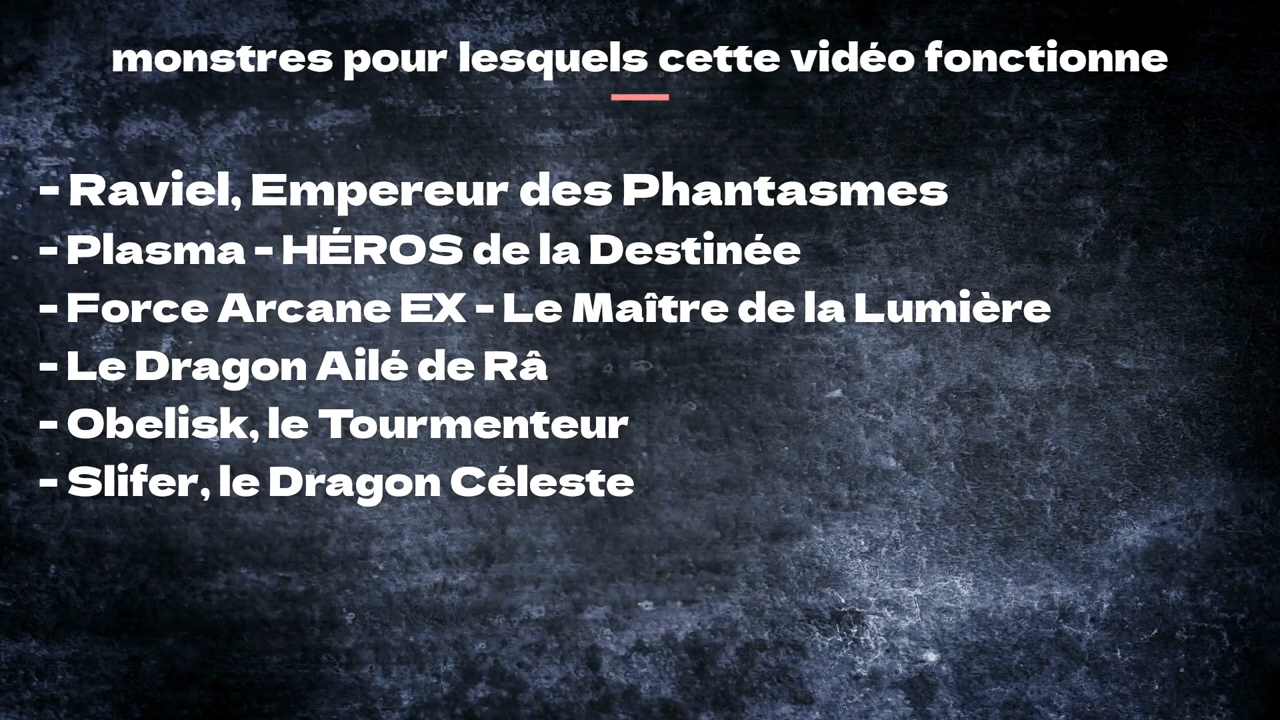 monstres pour lesquels cette vidéo fonctionne
- Raviel, Empereur des Phantasmes
- Plasma - HÉROS de la Destinée
- Force Arcane EX - Le Maître de la Lumière
- Le Dragon Ailé de Râ
- Obelisk, le Tourmenteur
- Slifer, le Dragon Céleste